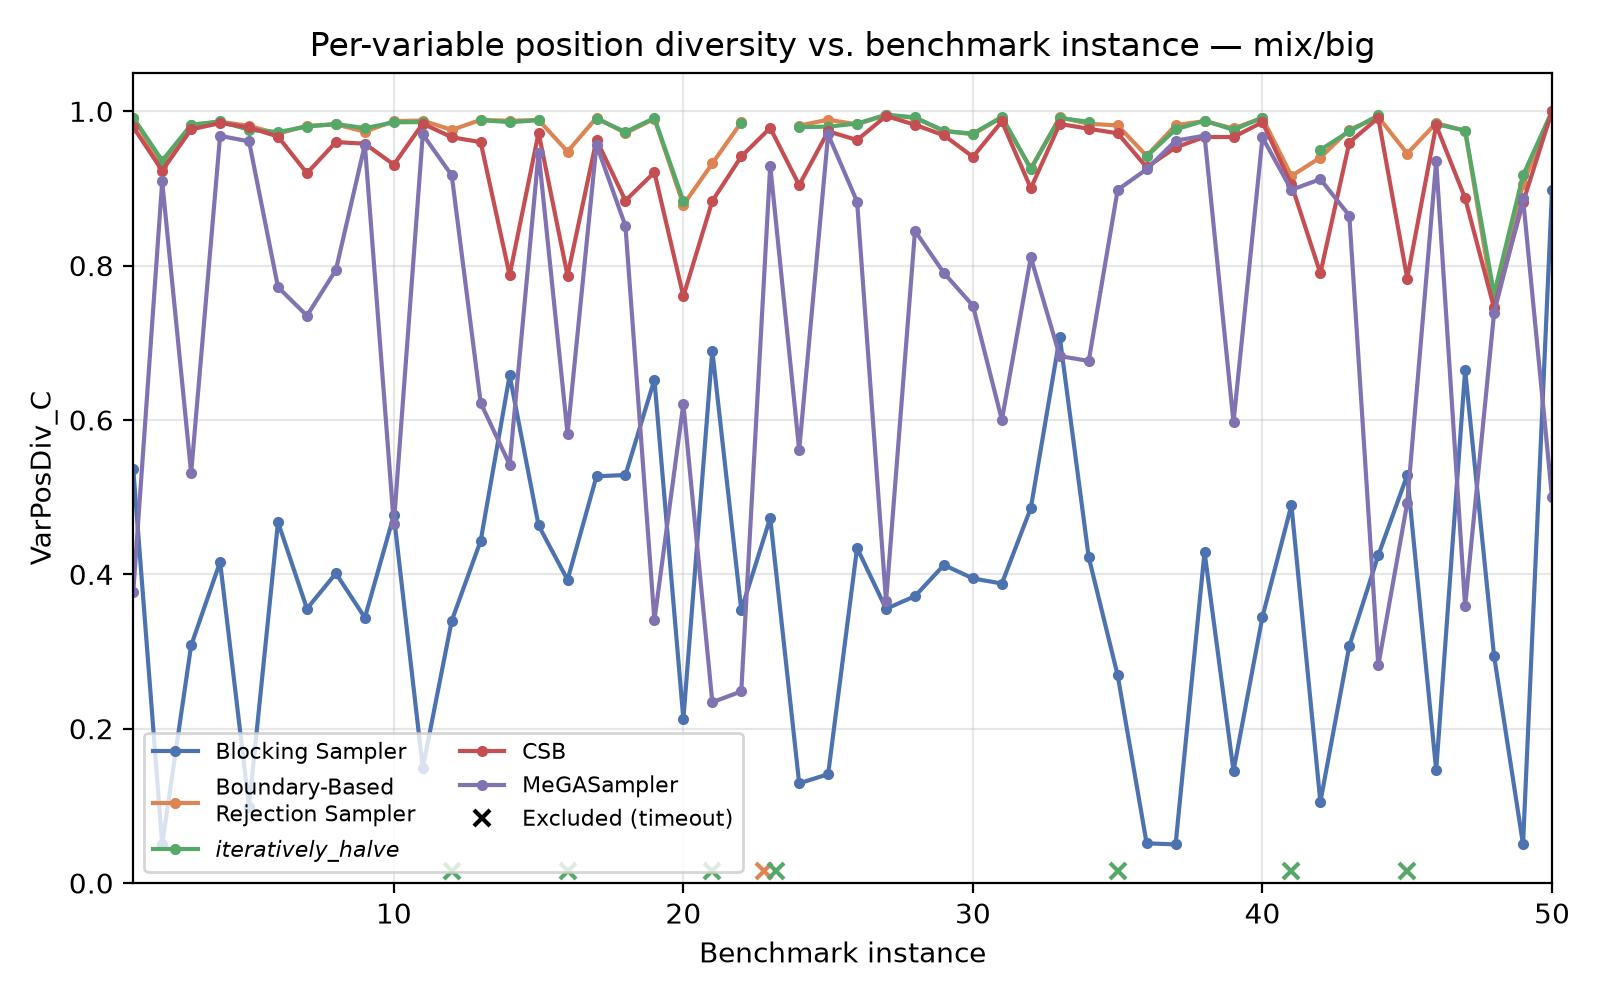 Per-variable position diversity vs. benchmark instance — mix/big
VarPosDiv_C
1.0
0.8
0.6
0.4
0.2
0.0
Blocking Sampler
Boundary-Based
Rejection Sampler
iteratively_halve
CSB
MeGASampler
Excluded (timeout)
10 20 30 40 50
Benchmark instance